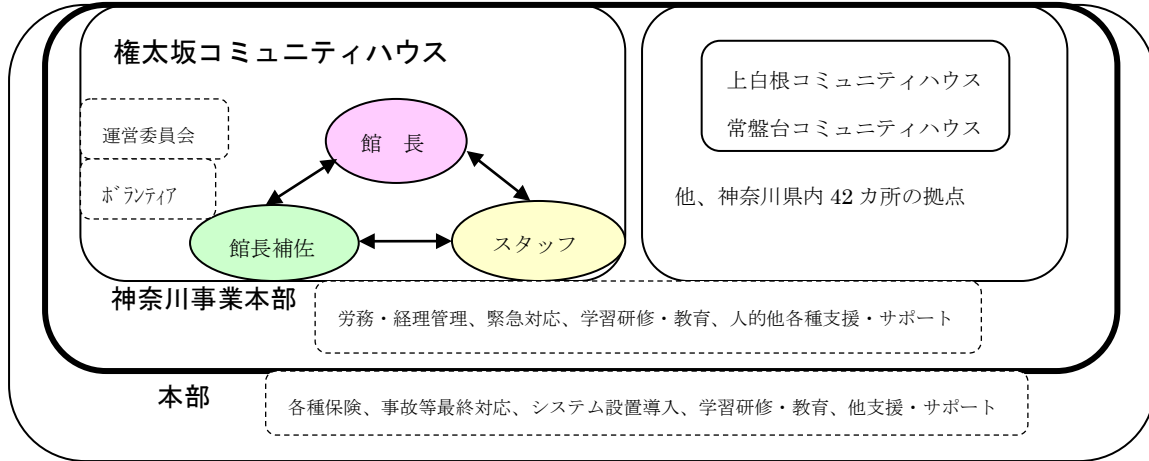 権太坂コミュニティハウス
運営委員会
ボランティア
館　長
館長補佐
スタッフ
上白根コミュニティハウス
常盤台コミュニティハウス
他、神奈川県内 42 カ所の拠点
神奈川事業本部
労務・経理管理、緊急対応、学習研修・教育、人的他各種支援・サポート
本部
各種保険、事故等最終対応、システム設置導入、学習研修・教育、他支援・サポート